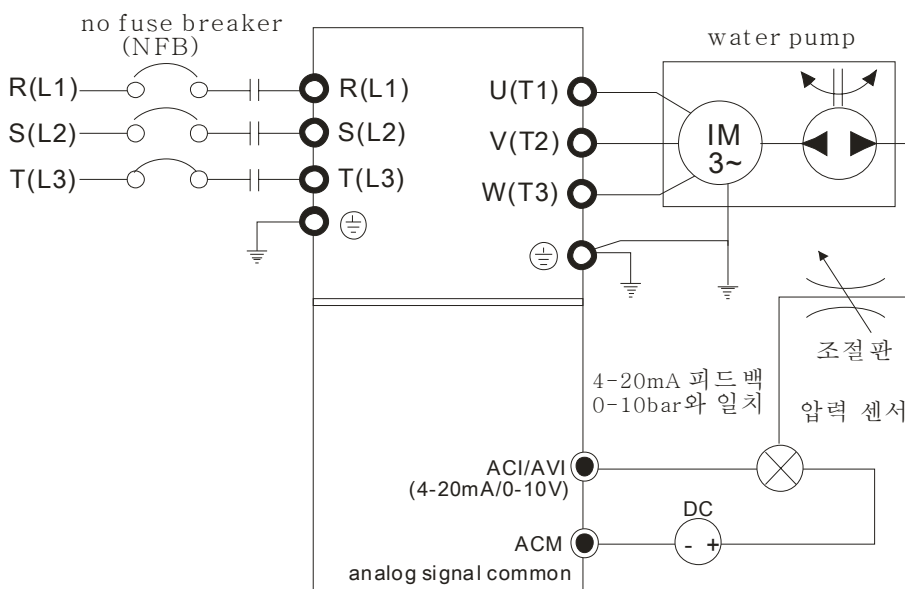 no fuse breaker
(NFB)
water pump
R(L1)
R(L1)
U(T1)
S(L2)
S(L2)
V(T2)
IM
3~
T(L3)
T(L3)
W(T3)
조절판
4-20mA 피드백
0-10bar와 일치
압력 센서
ACI/AVI
(4-20mA/0-10V)
DC
- +
ACM
analog signal common